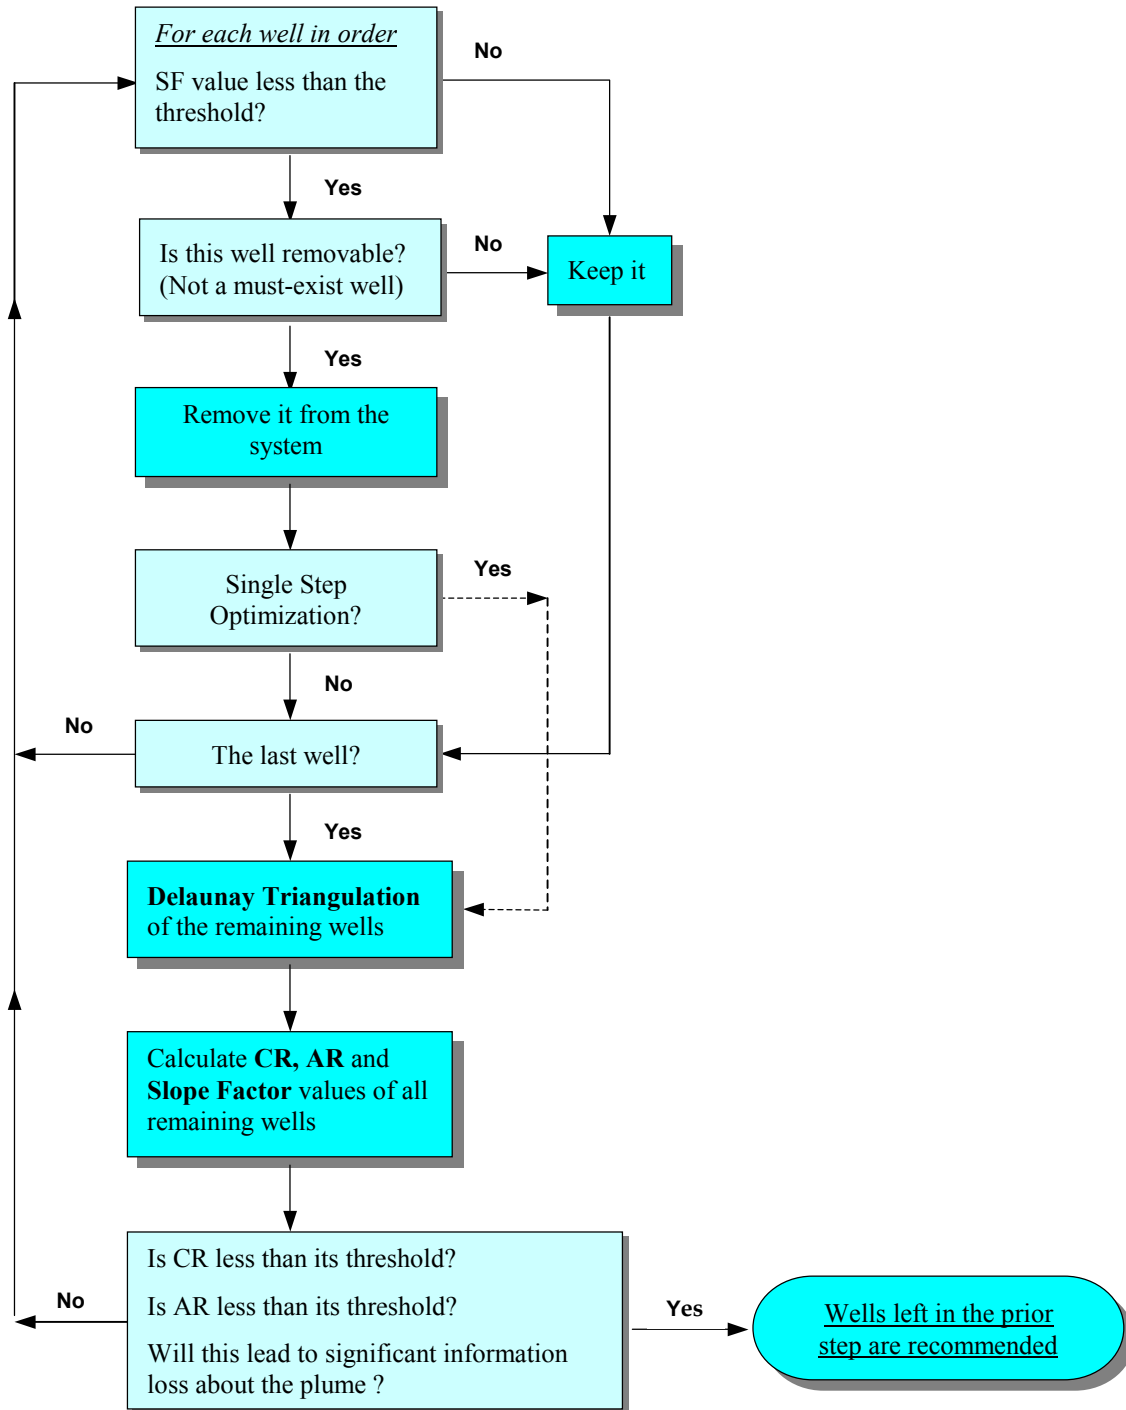 For each well in order
No
SF value less than the
threshold?
Yes
Is this well removable?
(Not a must-exist well)
No
Keep it
Yes
Remove it from the
system
Single Step
Optimization?
Yes
No
No
The last well?
Yes
Delaunay Triangulation
of the remaining wells
Calculate CR, AR and
Slope Factor values of all
remaining wells
Is CR less than its threshold?
No
Is AR less than its threshold?
Will this lead to significant information
loss about the plume ?
Yes
Wells left in the prior
step are recommended